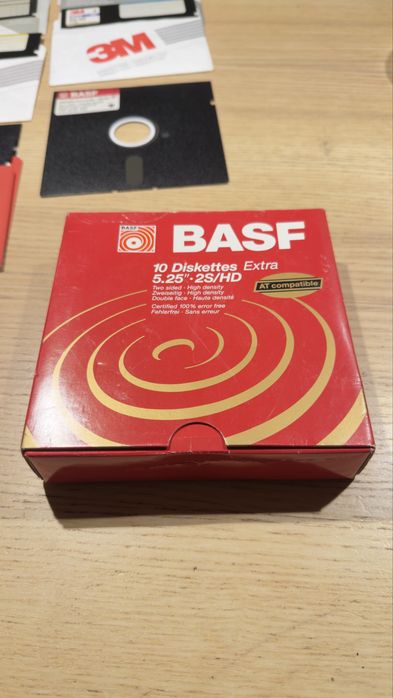 3M
BASF
BASF
BASF
10 Diskettes Extra
5.25"·2S/HD
AT compatible
Two sided · High density
Zweiseitig · High density
Double face · Haute densité
Certified 100% error free
Fehlerfrei · Sans erreur